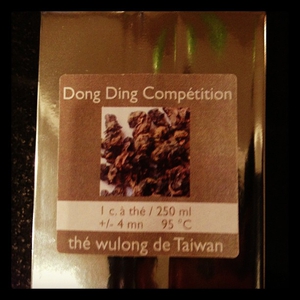 Dong Ding Compétition
1 c. à thé / 250 ml
+/- 4 mn 95 °C
thé wulong de Taiwan